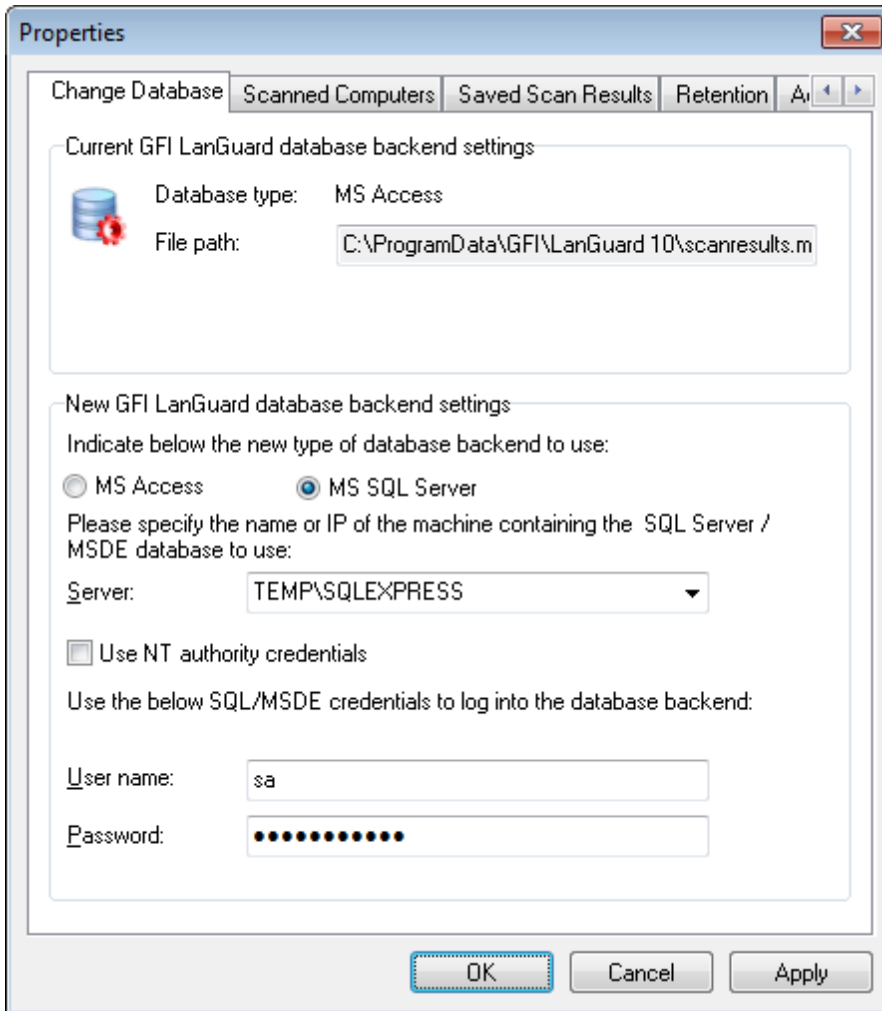 Properties
Change Database Scanned Computers Saved Scan Results Retention
Current GFI LanGuard database backend settings
Database type: MS Access
File path: C:\ProgramData\GFI\LanGuard 10\scanresults.m
New GFI LanGuard database backend settings
Indicate below the new type of database backend to use:
MS Access MS SQL Server
Please specify the name or IP of the machine containing the SQL Server /
MSDE database to use:
Server: TEMP\SQLEXPRESS
Use NT authority credentials
Use the below SQL/MSDE credentials to log into the database backend:
User name: sa
Password: •••••••••••
OK Cancel Apply